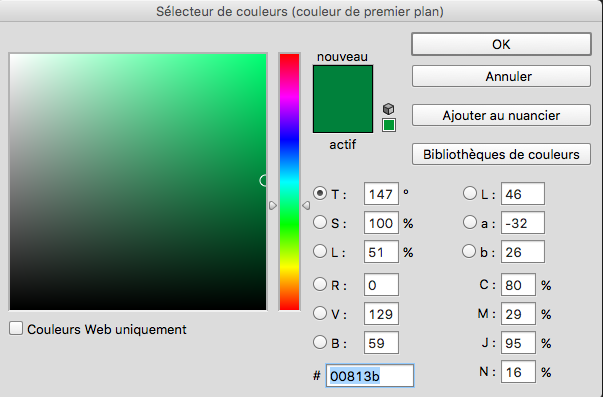 Sélecteur de couleurs (couleur de premier plan)
nouveau
actif
OK
Annuler
Ajouter au nuancier
Bibliothèques de couleurs
T : 147 °
S : 100 %
L : 51 %
R : 0
V : 129
B : 59
# 00813b
L : 46
a : -32
b : 26
C : 80 %
M : 29 %
J : 95 %
N : 16 %
Couleurs Web uniquement